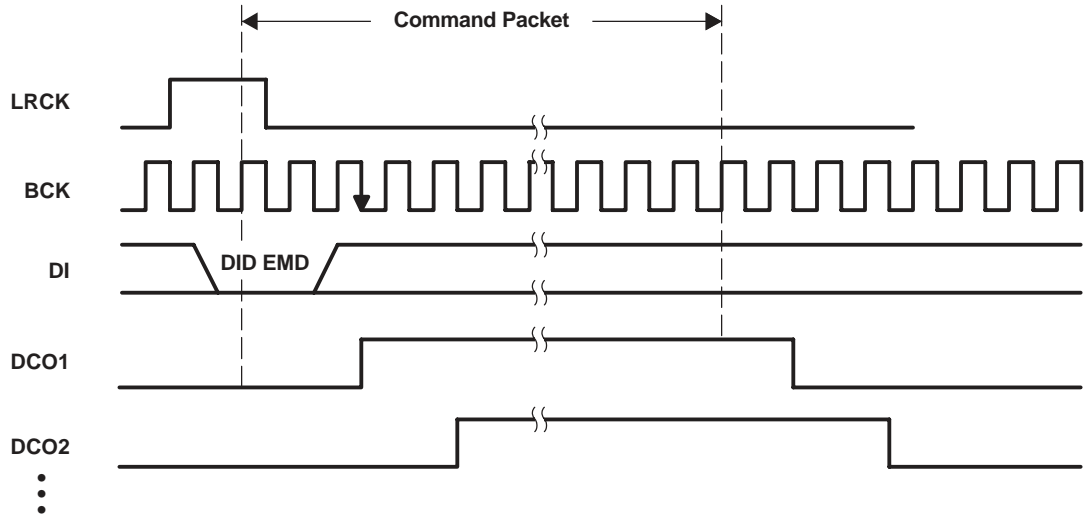 Command Packet
LRCK
BCK
DI
DID EMD
DCO1
DCO2